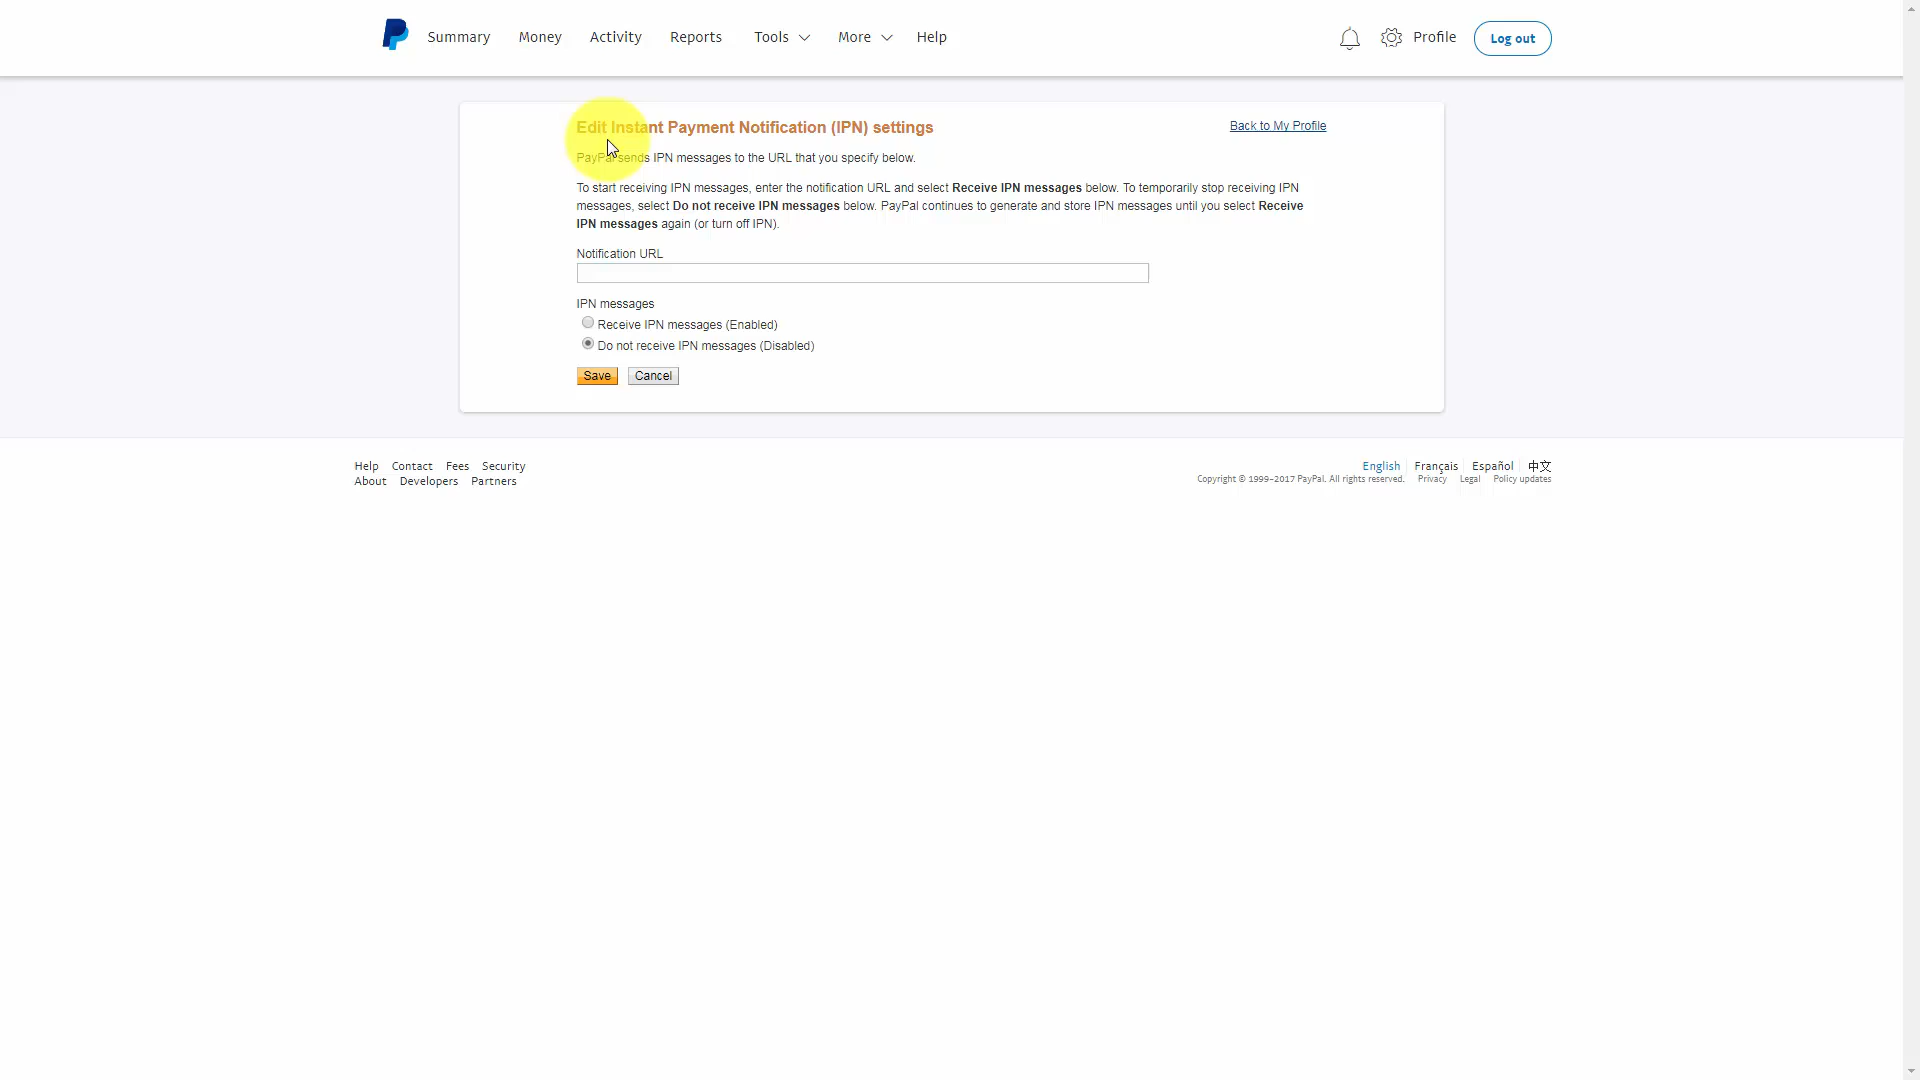 Summary Money Activity Reports Tools More Help Profile Log out
Edit Instant Payment Notification (IPN) settings Back to My Profile
PayPal sends IPN messages to the URL that you specify below.
To start receiving IPN messages, enter the notification URL and select Receive IPN messages below. To temporarily stop receiving IPN
messages, select Do not receive IPN messages below. PayPal continues to generate and store IPN messages until you select Receive
IPN messages again (or turn off IPN).
Notification URL
IPN messages
Receive IPN messages (Enabled)
Do not receive IPN messages (Disabled)
Save Cancel
Help Contact Fees Security
About Developers Partners
English Français Español 中文
Copyright © 1999–2017 PayPal. All rights reserved. Privacy Legal Policy updates